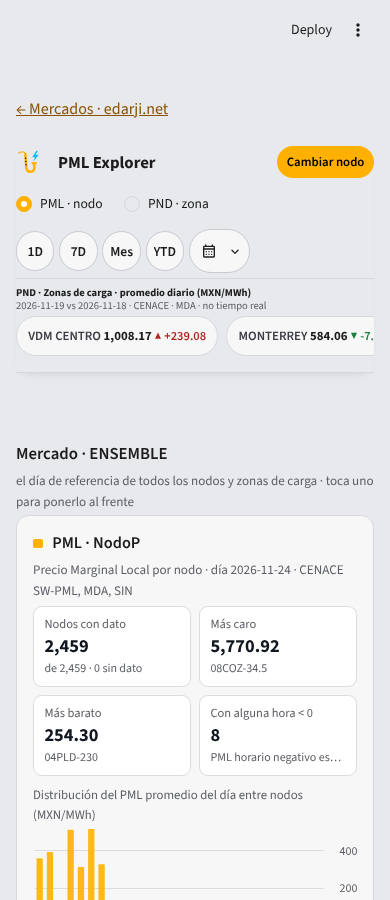 Deploy
← Mercados · edarji.net
PML Explorer
Cambiar nodo
PML · nodo
PND · zona
1D
7D
Mes
YTD
PND · Zonas de carga · promedio diario (MXN/MWh)
2026-11-19 vs 2026-11-18 · CENACE · MDA · no tiempo real
VDM CENTRO 1,008.17 ▲ +239.08
MONTERREY 584.06 ▼ -7.
Mercado · ENSEMBLE
el día de referencia de todos los nodos y zonas de carga · toca uno
para ponerlo al frente
PML · NodoP
Precio Marginal Local por nodo · día 2026-11-24 · CENACE
SW-PML, MDA, SIN
Nodos con dato
2,459
de 2,459 · 0 sin dato
Más caro
5,770.92
08COZ-34.5
Más barato
254.30
04PLD-230
Con alguna hora < 0
8
PML horario negativo es...
Distribución del PML promedio del día entre nodos
(MXN/MWh)
400
200